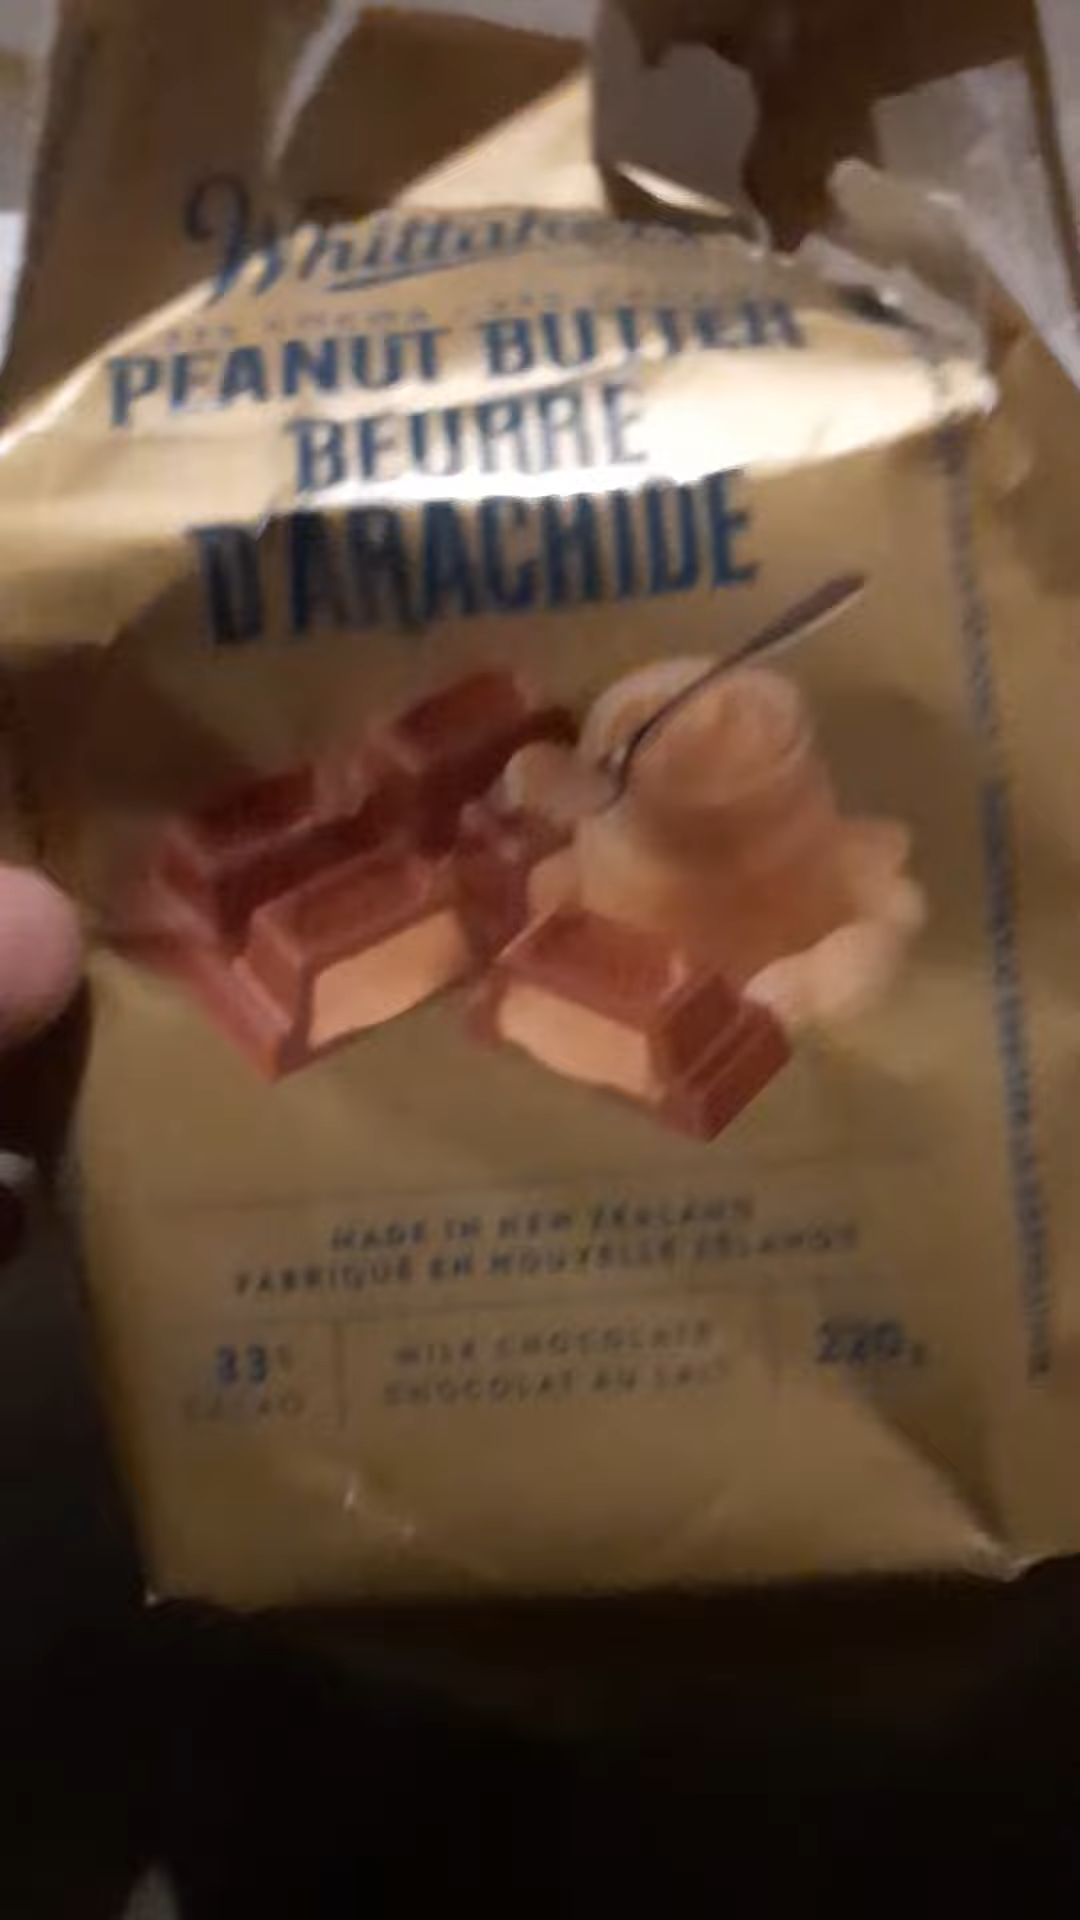 Whittaker's
PEANUT BUTTER
BEURRE
D'ARACHIDE
MADE IN NEW ZEALAND
FABRIQUÉ EN NOUVELLE ZÉLANDE
33%
CACAO
MILK CHOCOLATE
CHOCOLAT AU LAIT
220g